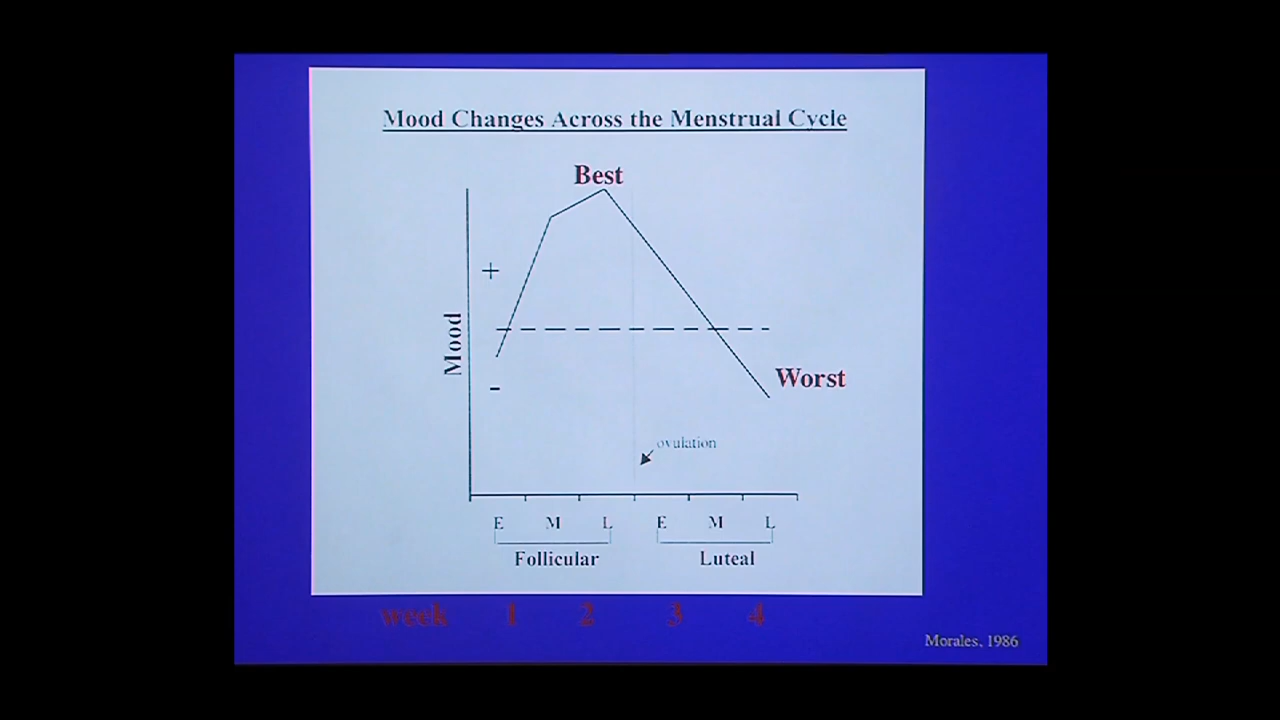 Mood Changes Across the Menstrual Cycle
Best
+
Mood
-
Worst
ovulation
E M L E M L
Follicular Luteal
week 1 2 3 4
Morales, 1986